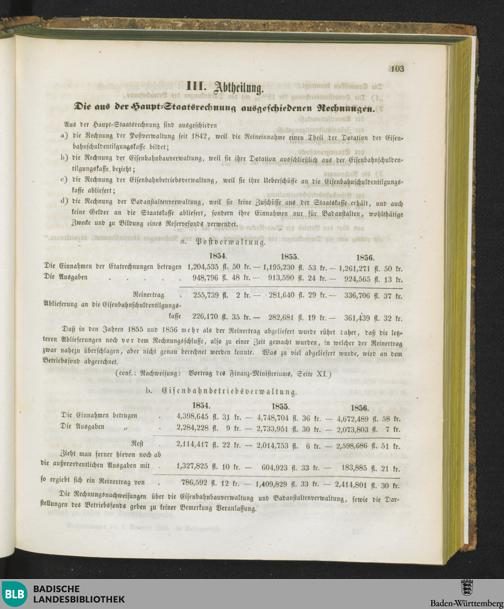 103
III. Abtheilung.
Die aus der Haupt-Staatsrechnung ausgeschiedenen Rechnungen.
Aus der Haupt-Staatsrechnung sind ausgeschieden
a) die Rechnung der Postverwaltung seit 1842, weil die Reineinnahme einen Theil der Dotation der Eisen-
bahnschuldentilgungskasse bildet;
b) die Rechnung der Eisenbahnbauverwaltung, weil sie ihre Dotation ausschließlich aus der Eisenbahnschulden-
tilgungskasse bezieht;
c) die Rechnung der Eisenbahnbetriebsverwaltung, weil sie ihre Ueberschüsse an die Eisenbahnschuldentilgungs-
kasse abliefert;
d) die Rechnung der Badanstaltenverwaltung, weil sie keine Zuschüsse aus der Staatskasse erhält, und auch
keine Gelder an die Staatskasse abliefert, sondern ihre Einnahmen nur für Badanstalten, wohlthätige
Zwecke und zu Bildung eines Reservefonds verwendet.
a. Postverwaltung.
1854. 1855. 1856.
Die Einnahmen der Etatrechnungen betrugen 1,204,535 fl. 50 kr. — 1,195,230 fl. 53 kr. — 1,261,271 fl. 50 kr.
Die Ausgaben . . . . . 948,796 fl. 48 kr. — 913,590 fl. 24 kr. — 924,565 fl. 13 kr.
Reinertrag . 255,739 fl. 2 kr. — 281,640 fl. 29 kr. — 336,706 fl. 37 kr.
Ablieferung an die Eisenbahnschuldentilgungs-
kasse 226,170 fl. 35 kr. — 282,681 fl. 19 kr. — 361,439 fl. 32 kr.
Daß in den Jahren 1855 und 1856 mehr als der Reinertrag abgeliefert wurde rührt daher, daß die letz-
teren Ablieferungen noch vor dem Rechnungsschlusse, also zu einer Zeit gemacht wurden, in welcher der Reinertrag
zwar nahezu überschlagen, aber nicht genau berechnet werden konnte. Was zu viel abgeliefert wurde, wird an dem
Betriebsfond abgerechnet.
(conf.: Nachweisung: Vortrag des Finanz-Ministeriums, Seite XI.)
b. Eisenbahnbetriebsverwaltung.
1854. 1855. 1856.
Die Einnahmen betrugen . 4,398,645 fl. 31 kr. — 4,748,704 fl. 36 kr. — 4,672,489 fl. 58 kr.
Die Ausgaben „ . 2,284,228 fl. 9 kr. — 2,733,951 fl. 30 kr. — 2,073,803 fl. 7 kr.
Rest 2,114,417 fl. 22 kr. — 2,014,753 fl. 6 kr. — 2,598,686 fl. 51 kr.
Zieht man ferner hievon noch ab
die außerordentlichen Ausgaben mit 1,327,825 fl. 10 kr. — 604,923 fl. 33 kr. — 183,885 fl. 21 kr.
so ergiebt sich ein Reinertrag von . 786,592 fl. 12 kr. — 1,409,829 fl. 33 kr. — 2,414,801 fl. 30 kr.
Die Rechnungsnachweisungen über die Eisenbahnbauverwaltung und Badanstaltenverwaltung, sowie die Dar-
stellungen des Betriebsfonds geben zu keiner Bemerkung Veranlassung.
BLB BADISCHE
LANDESBIBLIOTHEK
Baden-Württemberg